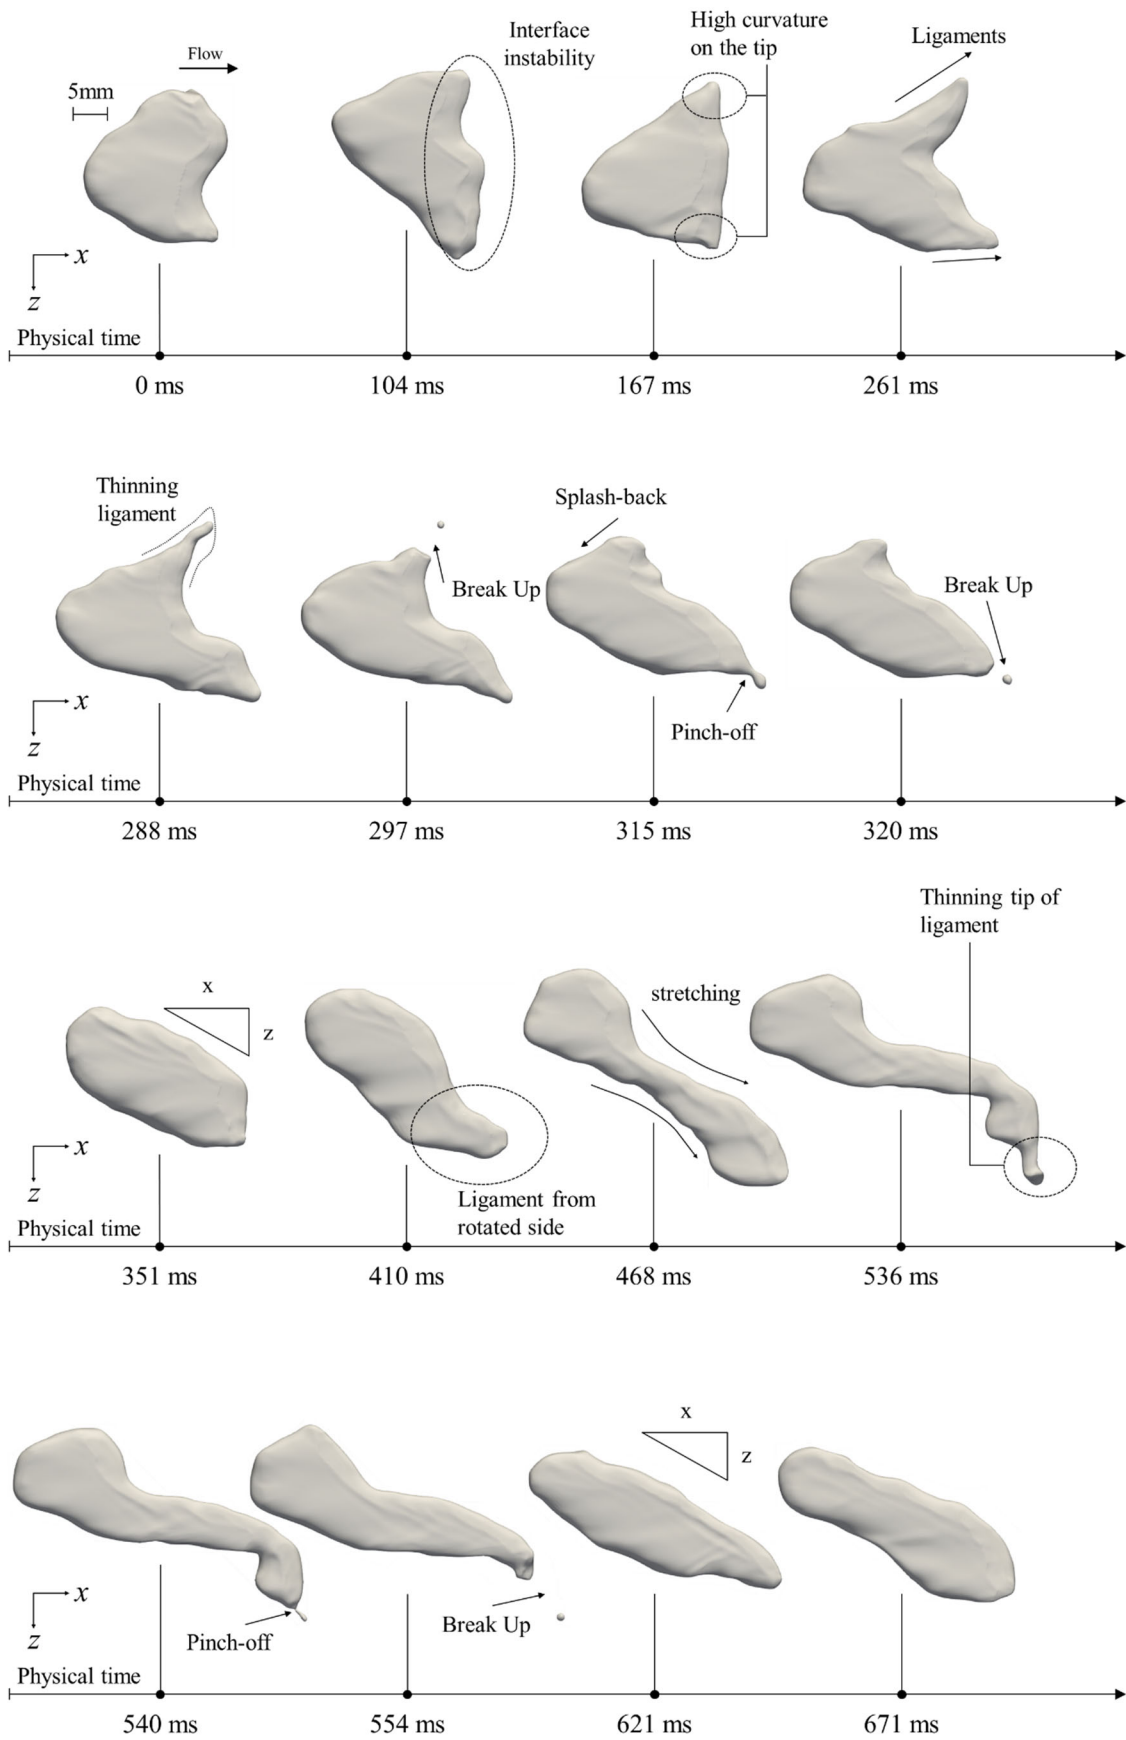 Flow
5mm
Interface
instability
High curvature
on the tip
Ligaments
x
z
Physical time
0 ms
104 ms
167 ms
261 ms
Thinning
ligament
Break Up
Splash-back
Pinch-off
Break Up
x
z
Physical time
288 ms
297 ms
315 ms
320 ms
x
z
Ligament from
rotated side
stretching
Thinning tip of
ligament
x
z
Physical time
351 ms
410 ms
468 ms
536 ms
Pinch-off
Break Up
x
z
x
z
Physical time
540 ms
554 ms
621 ms
671 ms